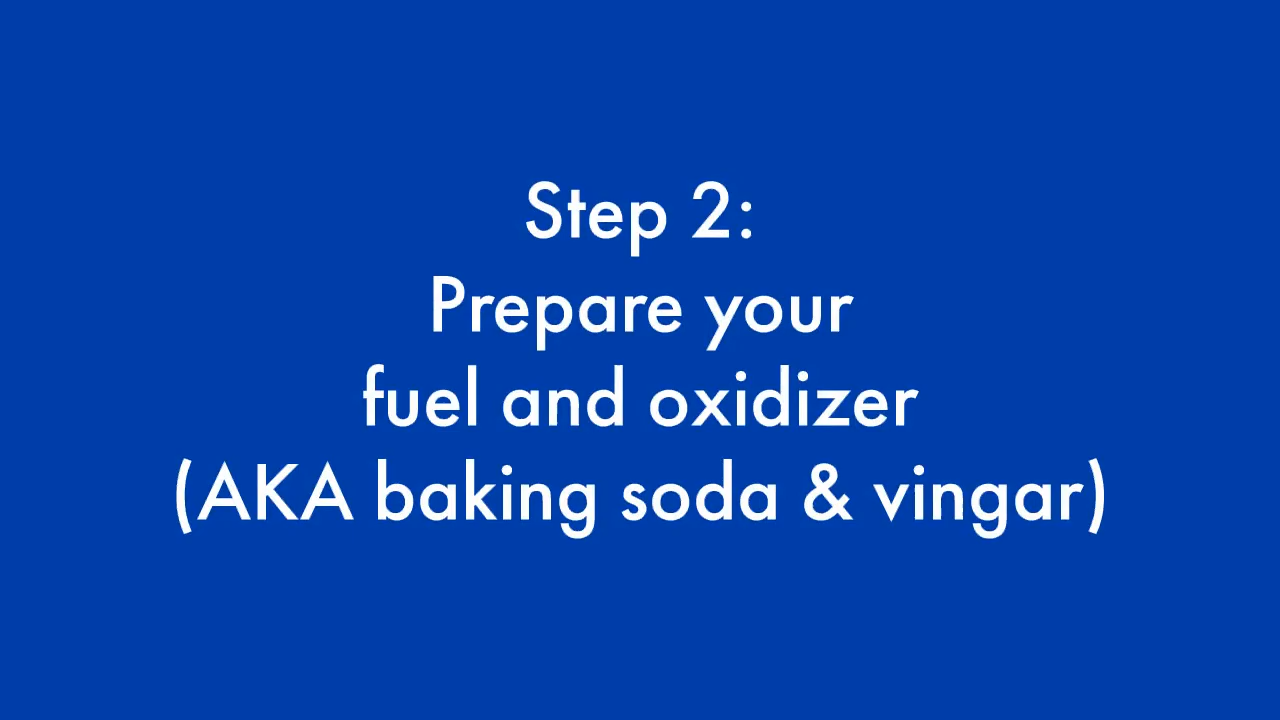 Step 2:
Prepare your
fuel and oxidizer
(AKA baking soda & vingar)